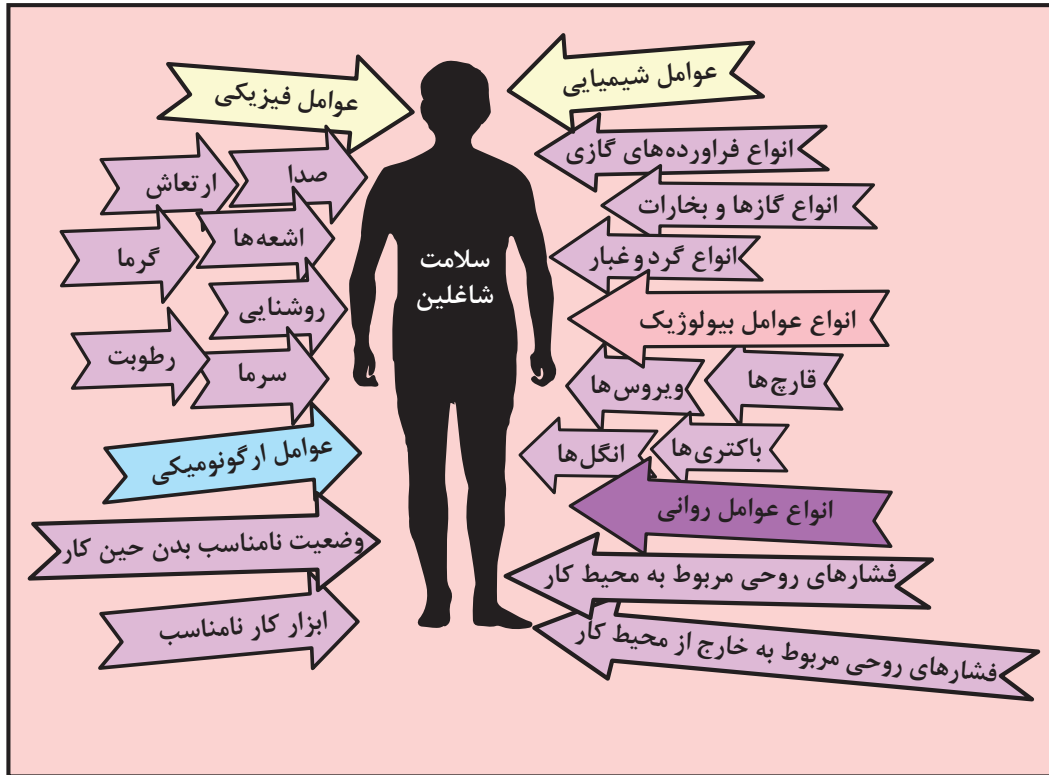 عوامل شیمیایی
انواع فراورده‌های گازی
انواع گازها و بخارات
انواع گرد و غبار
انواع عوامل بیولوژیک
قارچ‌ها
ویروس‌ها
باکتری‌ها
انگل‌ها
انواع عوامل روانی
فشارهای روحی مربوط به محیط کار
فشارهای روحی مربوط به خارج از محیط کار
سلامت
شاغلین
عوامل فیزیکی
صدا
ارتعاش
اشعه‌ها
گرما
روشنایی
رطوبت
سرما
عوامل ارگونومیکی
وضعیت نامناسب بدن حین کار
ابزار کار نامناسب